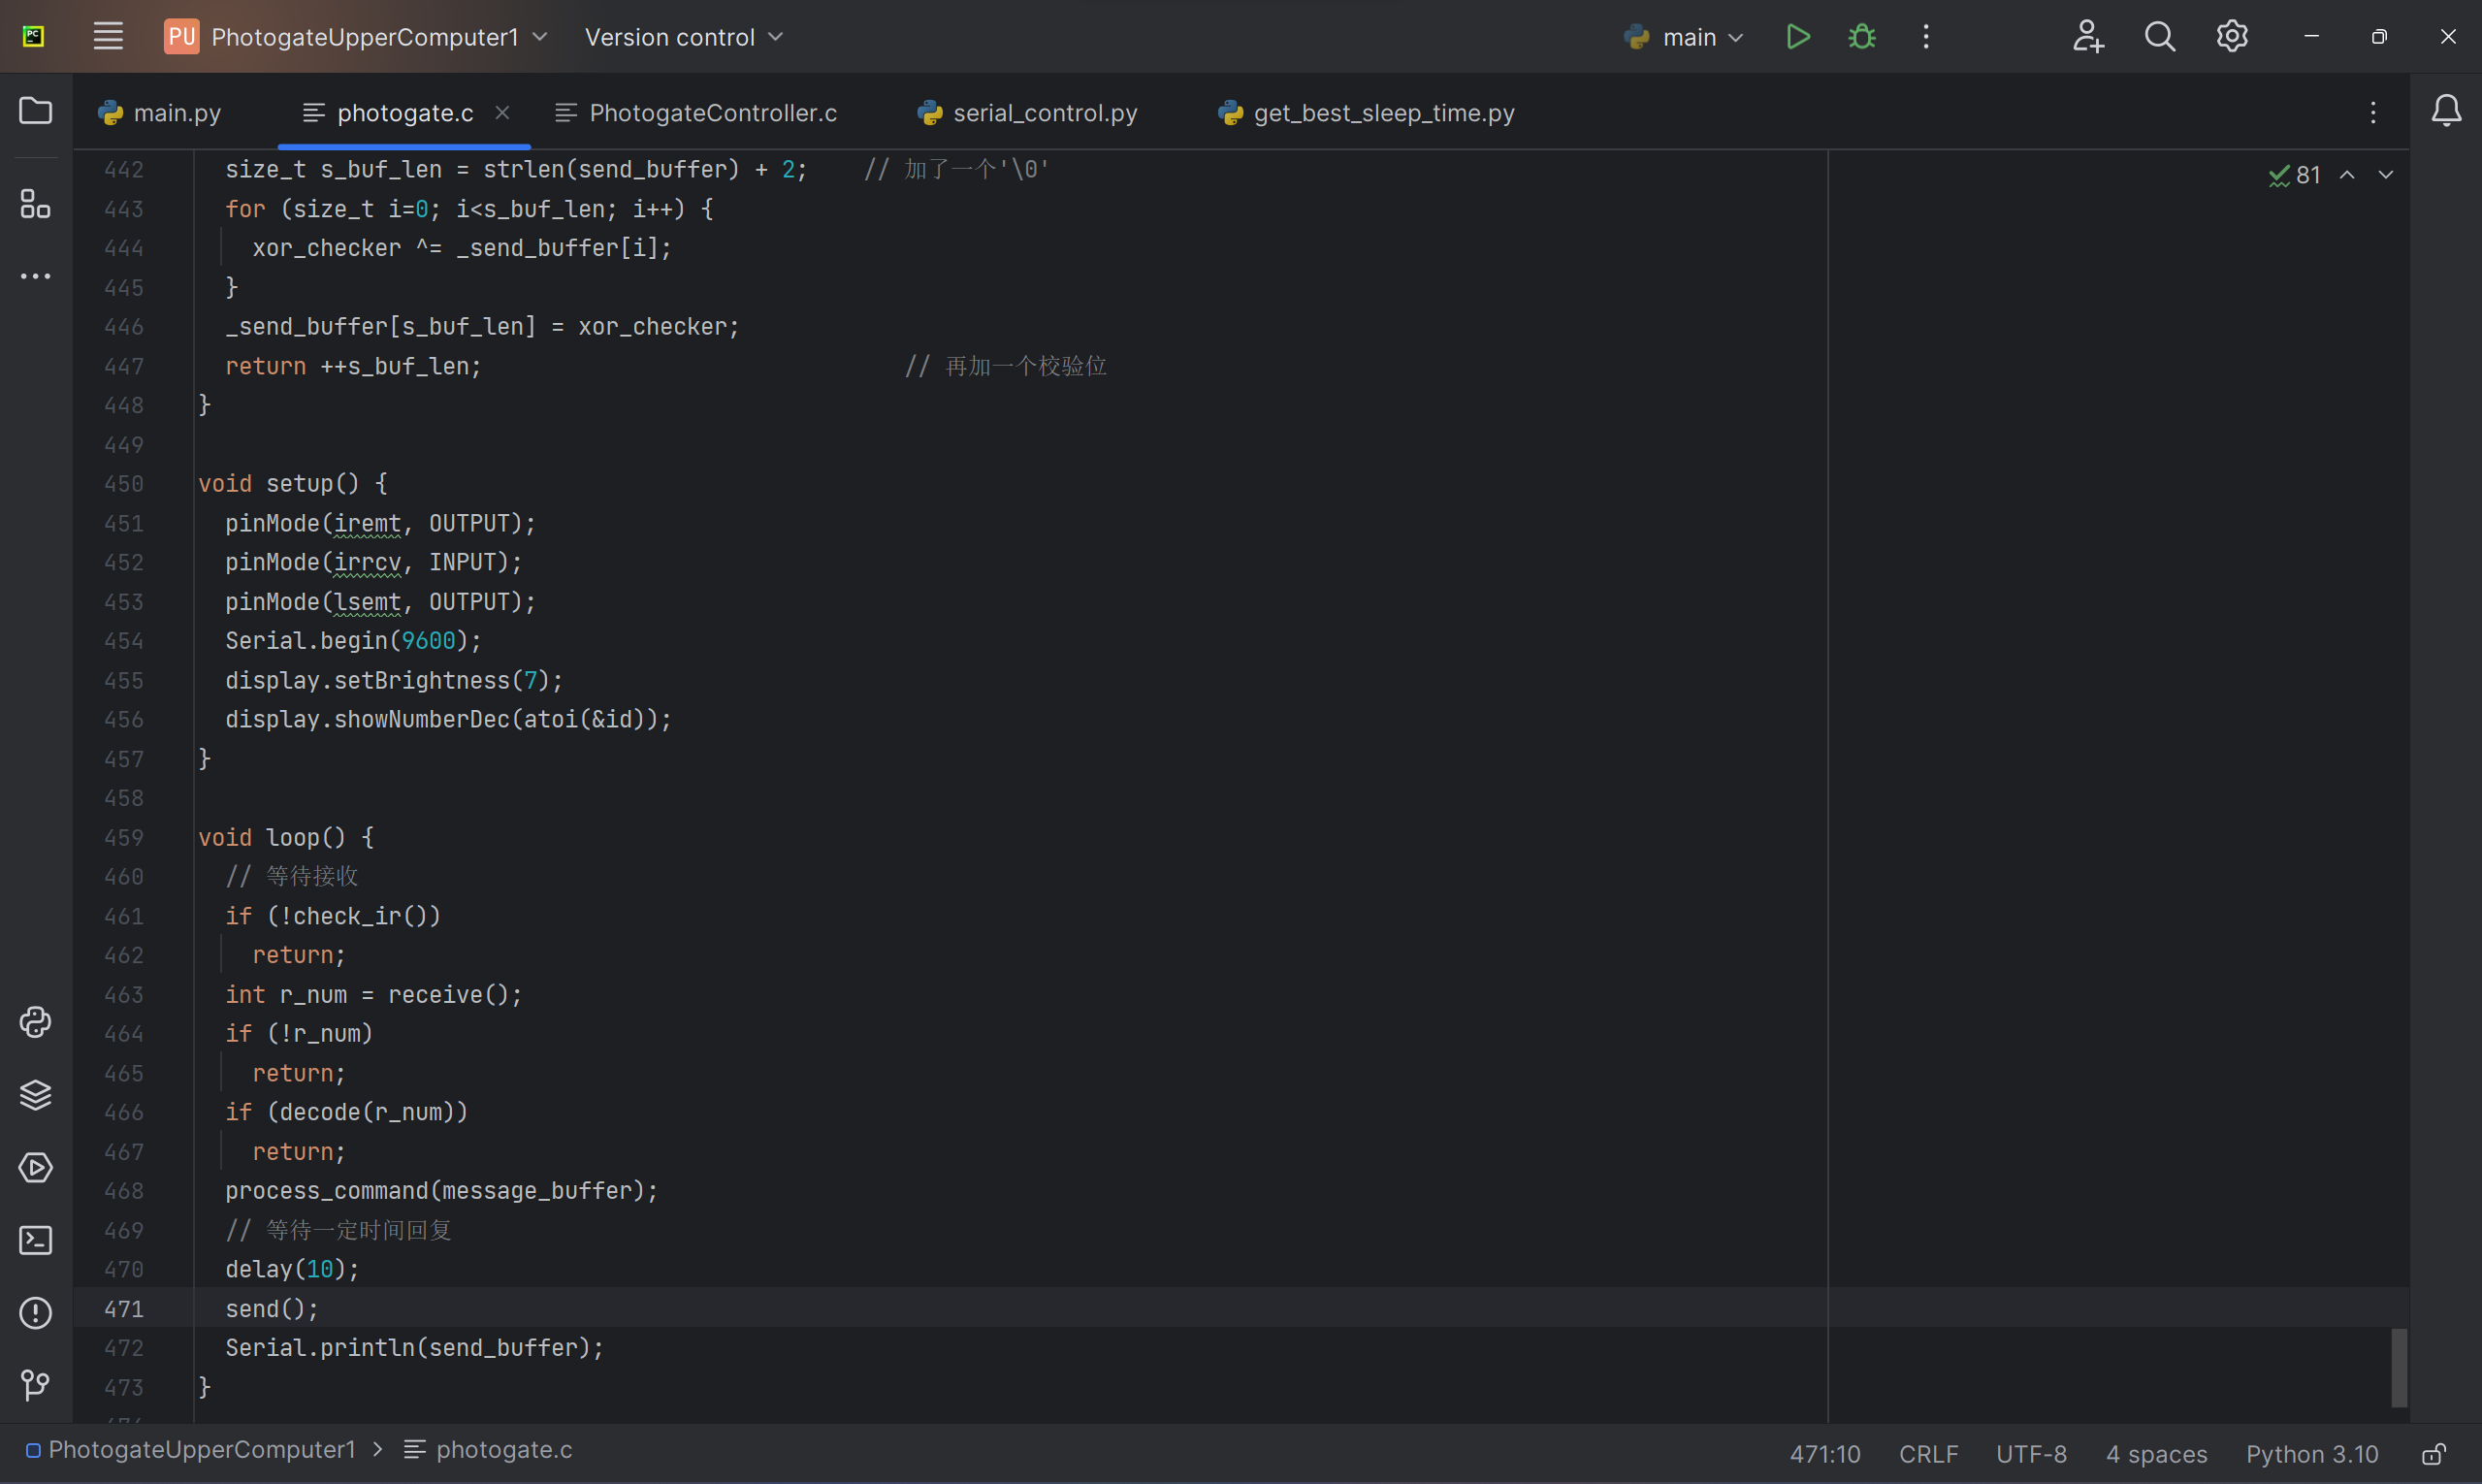 PC PU PhotogateUpperComputer1 Version control main
main.py photogate.c PhotogateController.c serial_control.py get_best_sleep_time.py
81
442 size_t s_buf_len = strlen(send_buffer) + 2; // 加了一个'\0'
443 for (size_t i=0; i<s_buf_len; i++) {
444 xor_checker ^= _send_buffer[i];
445 }
446 _send_buffer[s_buf_len] = xor_checker;
447 return ++s_buf_len; // 再加一个校验位
448 }
449
450 void setup() {
451 pinMode(iremt, OUTPUT);
452 pinMode(irrcv, INPUT);
453 pinMode(lsemt, OUTPUT);
454 Serial.begin(9600);
455 display.setBrightness(7);
456 display.showNumberDec(atoi(&id));
457 }
458
459 void loop() {
460 // 等待接收
461 if (!check_ir())
462 return;
463 int r_num = receive();
464 if (!r_num)
465 return;
466 if (decode(r_num))
467 return;
468 process_command(message_buffer);
469 // 等待一定时间回复
470 delay(10);
471 send();
472 Serial.println(send_buffer);
473 }
PhotogateUpperComputer1 > photogate.c 471:10 CRLF UTF-8 4 spaces Python 3.10